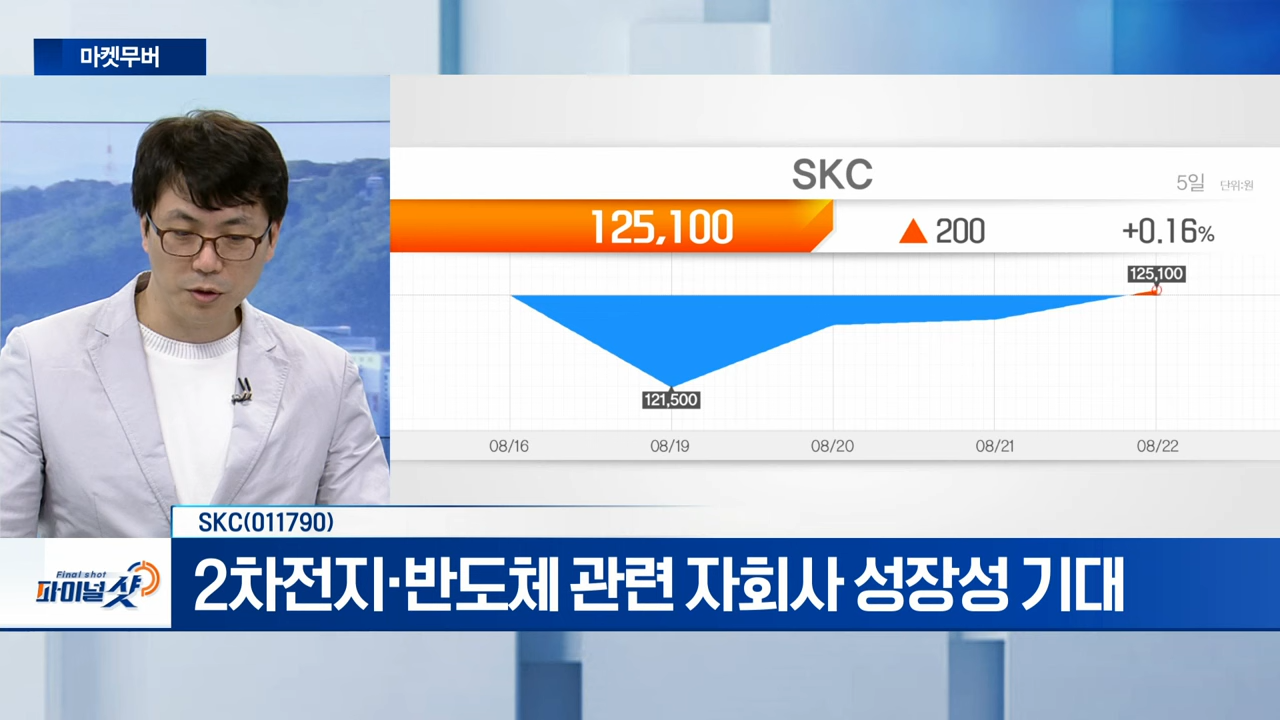 마켓무버
SKC
5일 단위:원
125,100 ▲ 200 +0.16%
125,100
121,500
08/16 08/19 08/20 08/21 08/22
SKC(011790)
Final shot
파이널샷
2차전지·반도체 관련 자회사 성장성 기대